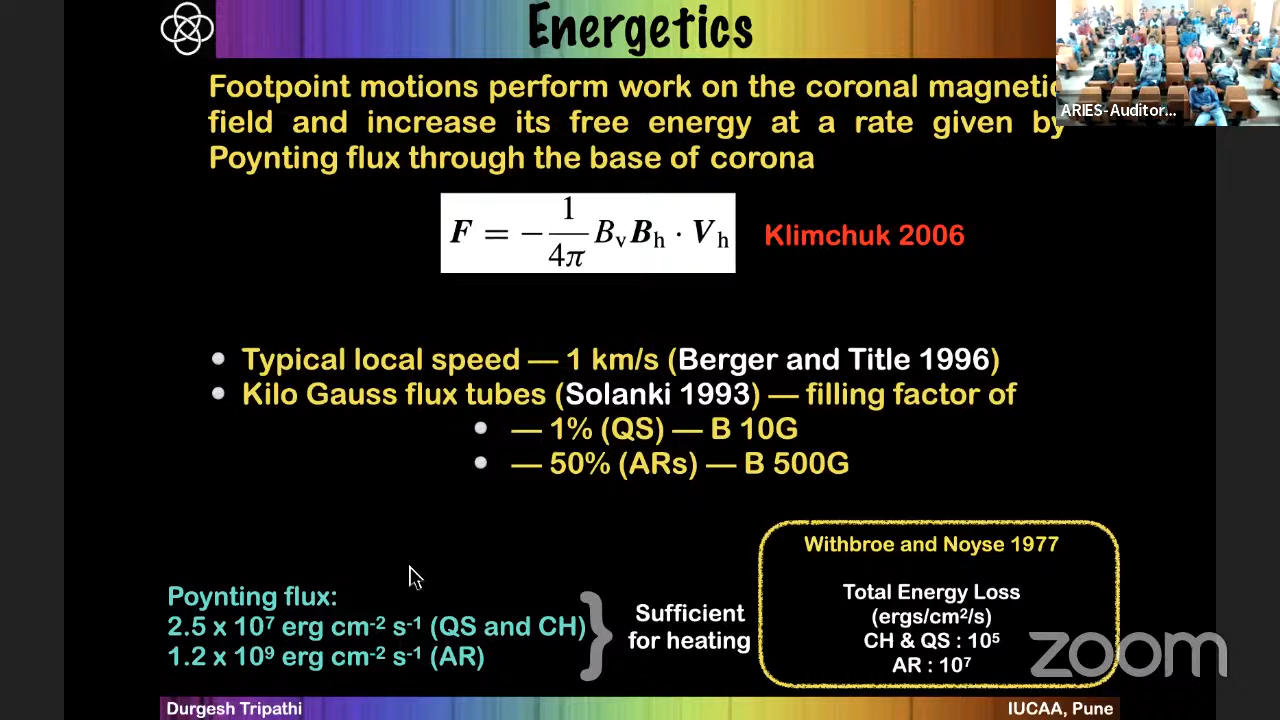 Energetics
ARIES-Auditor...
Footpoint motions perform work on the coronal magnetic
field and increase its free energy at a rate given by
Poynting flux through the base of corona
F = − 1/4π BᵥBₕ · Vₕ
Klimchuk 2006
• Typical local speed — 1 km/s (Berger and Title 1996)
• Kilo Gauss flux tubes (Solanki 1993) — filling factor of
• — 1% (QS) — B 10G
• — 50% (ARs) — B 500G
Poynting flux:
2.5 x 10⁷ erg cm⁻² s⁻¹ (QS and CH)
1.2 x 10⁹ erg cm⁻² s⁻¹ (AR)
Sufficient
for heating
Withbroe and Noyse 1977
Total Energy Loss
(ergs/cm²/s)
CH & QS : 10⁵
AR : 10⁷
zoom
Durgesh Tripathi
IUCAA, Pune